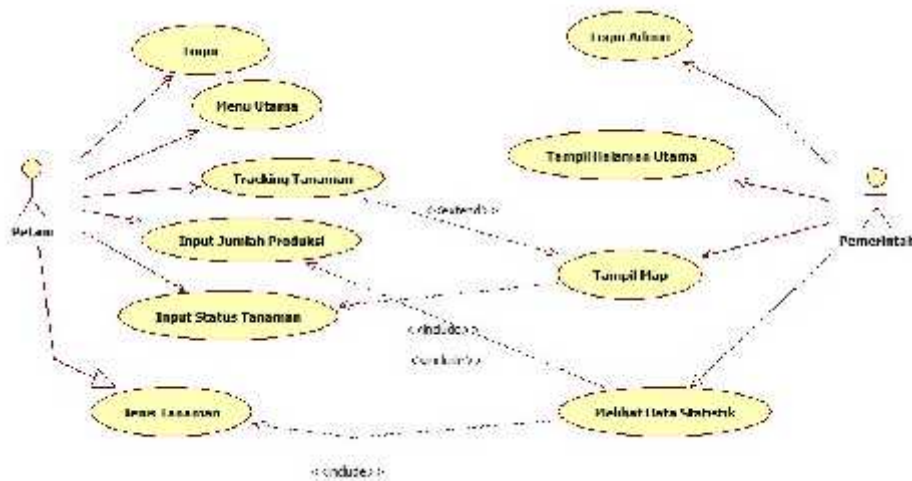 Login
Login Admin
Menu Utama
Tampil Halaman Utama
Tracking Tanaman
<<extend>>
Petani
Input Jumlah Produksi
Pemerintah
Tampil Map
Input Status Tanaman
<<include>>
<<include>>
Jenis Tanaman
Melihat Data Statistik
<<include>>